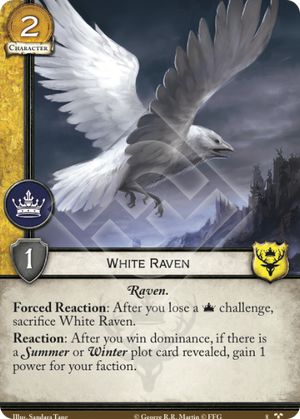 2
CHARACTER
1
WHITE RAVEN
Raven.
Forced Reaction: After you lose a challenge,
sacrifice White Raven.
Reaction: After you win dominance, if there is
a Summer or Winter plot card revealed, gain 1
power for your faction.
Illus. Sandara Tang © George R.R. Martin © FFG 8